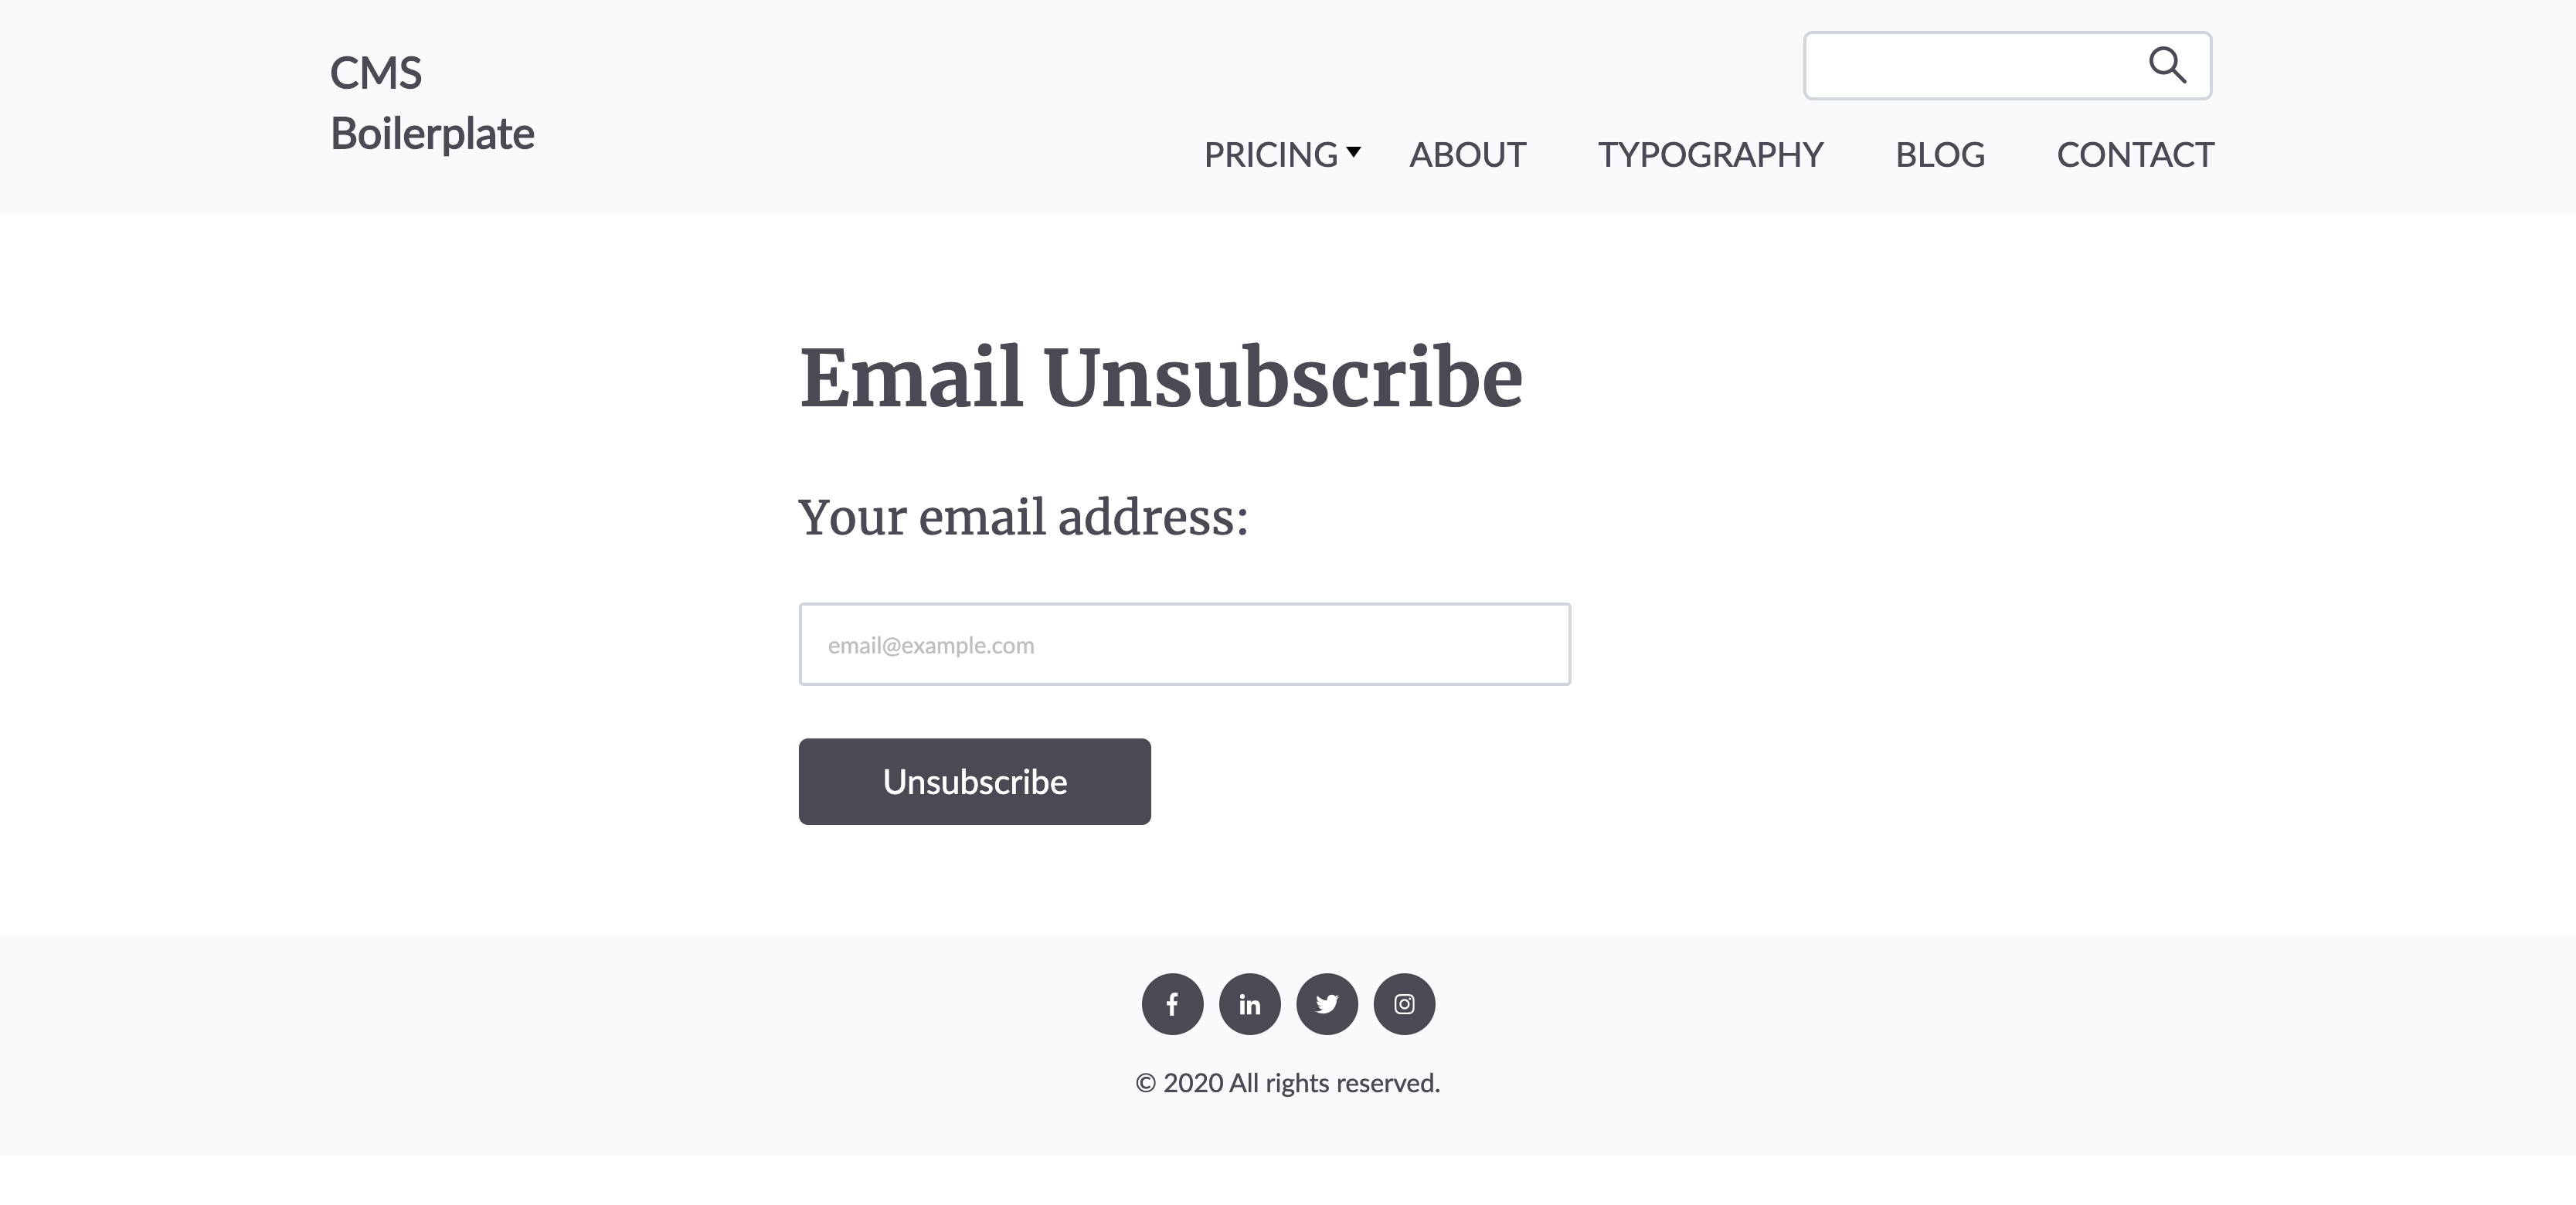 CMS
Boilerplate
PRICING
ABOUT
TYPOGRAPHY
BLOG
CONTACT
Email Unsubscribe
Your email address:
email@example.com
Unsubscribe
© 2020 All rights reserved.